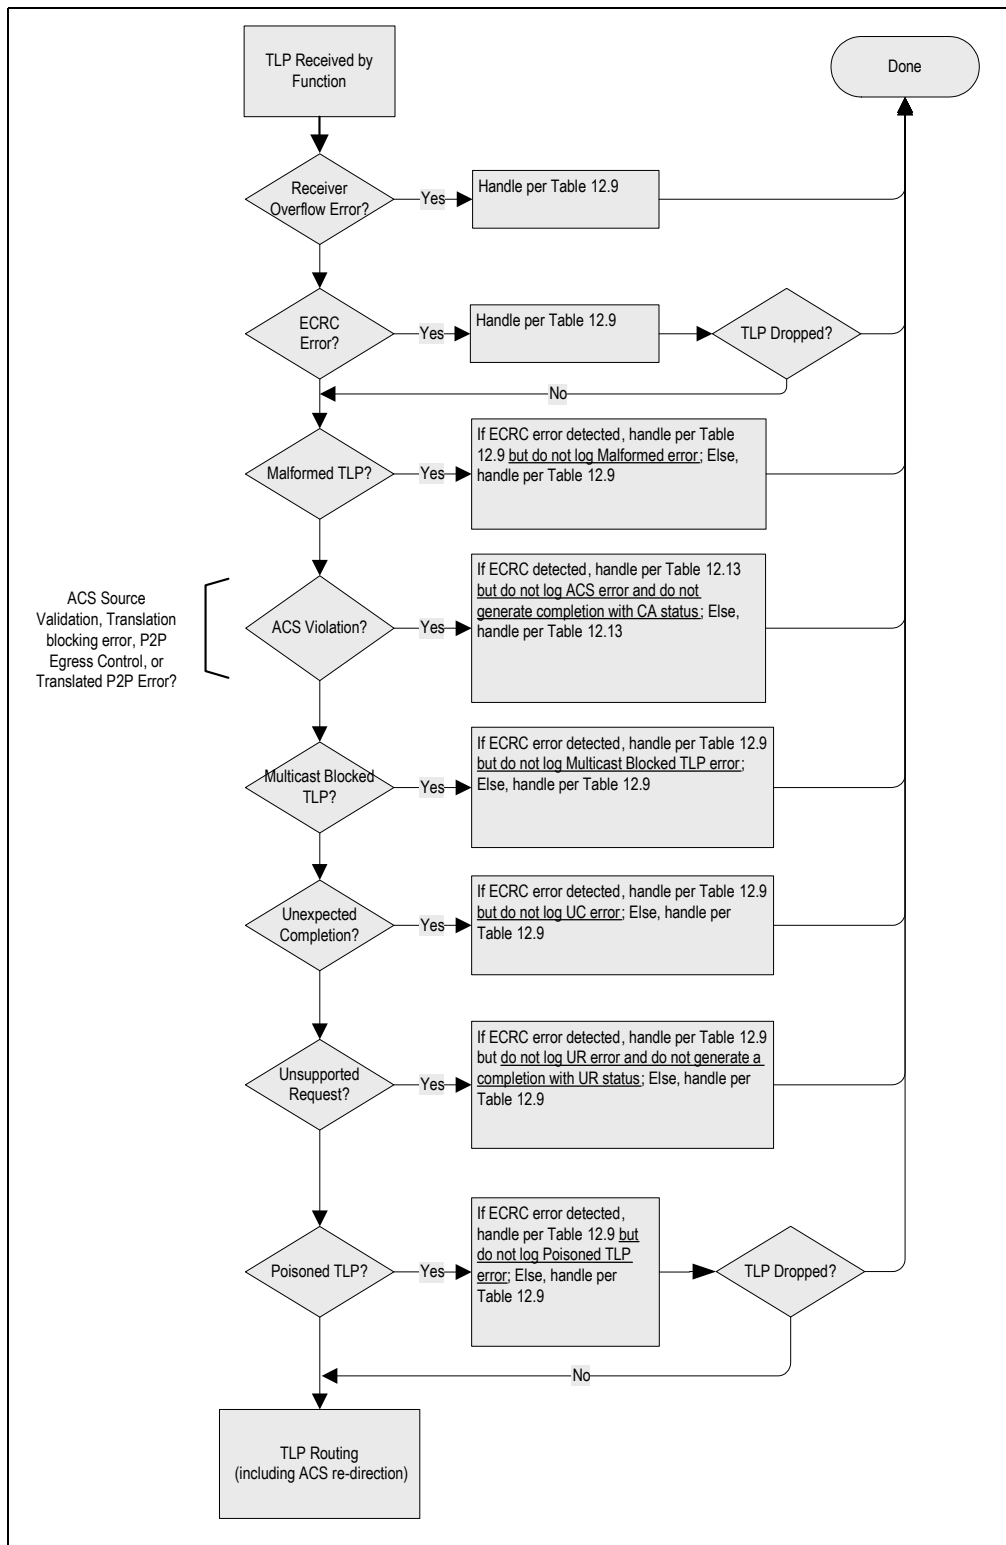 TLP Received by
Function
Done
Receiver
Overflow Error?
Yes
Handle per Table 12.9
ECRC
Error?
Yes
Handle per Table 12.9
TLP Dropped?
No
Malformed TLP?
Yes
If ECRC error detected, handle per Table
12.9 but do not log Malformed error; Else,
handle per Table 12.9
ACS Source
Validation, Translation
blocking error, P2P
Egress Control, or
Translated P2P Error?
ACS Violation?
Yes
If ECRC detected, handle per Table 12.13
but do not log ACS error and do not
generate completion with CA status; Else,
handle per Table 12.13
Multicast Blocked
TLP?
Yes
If ECRC error detected, handle per Table 12.9
but do not log Multicast Blocked TLP error;
Else, handle per Table 12.9
Unexpected
Completion?
Yes
If ECRC error detected, handle per Table 12.9
but do not log UC error; Else, handle per
Table 12.9
Unsupported
Request?
Yes
If ECRC error detected, handle per Table 12.9
but do not log UR error and do not generate a
completion with UR status; Else, handle per
Table 12.9
Poisoned TLP?
Yes
If ECRC error detected,
handle per Table 12.9 but
do not log Poisoned TLP
error; Else, handle per
Table 12.9
TLP Dropped?
No
TLP Routing
(including ACS re-direction)